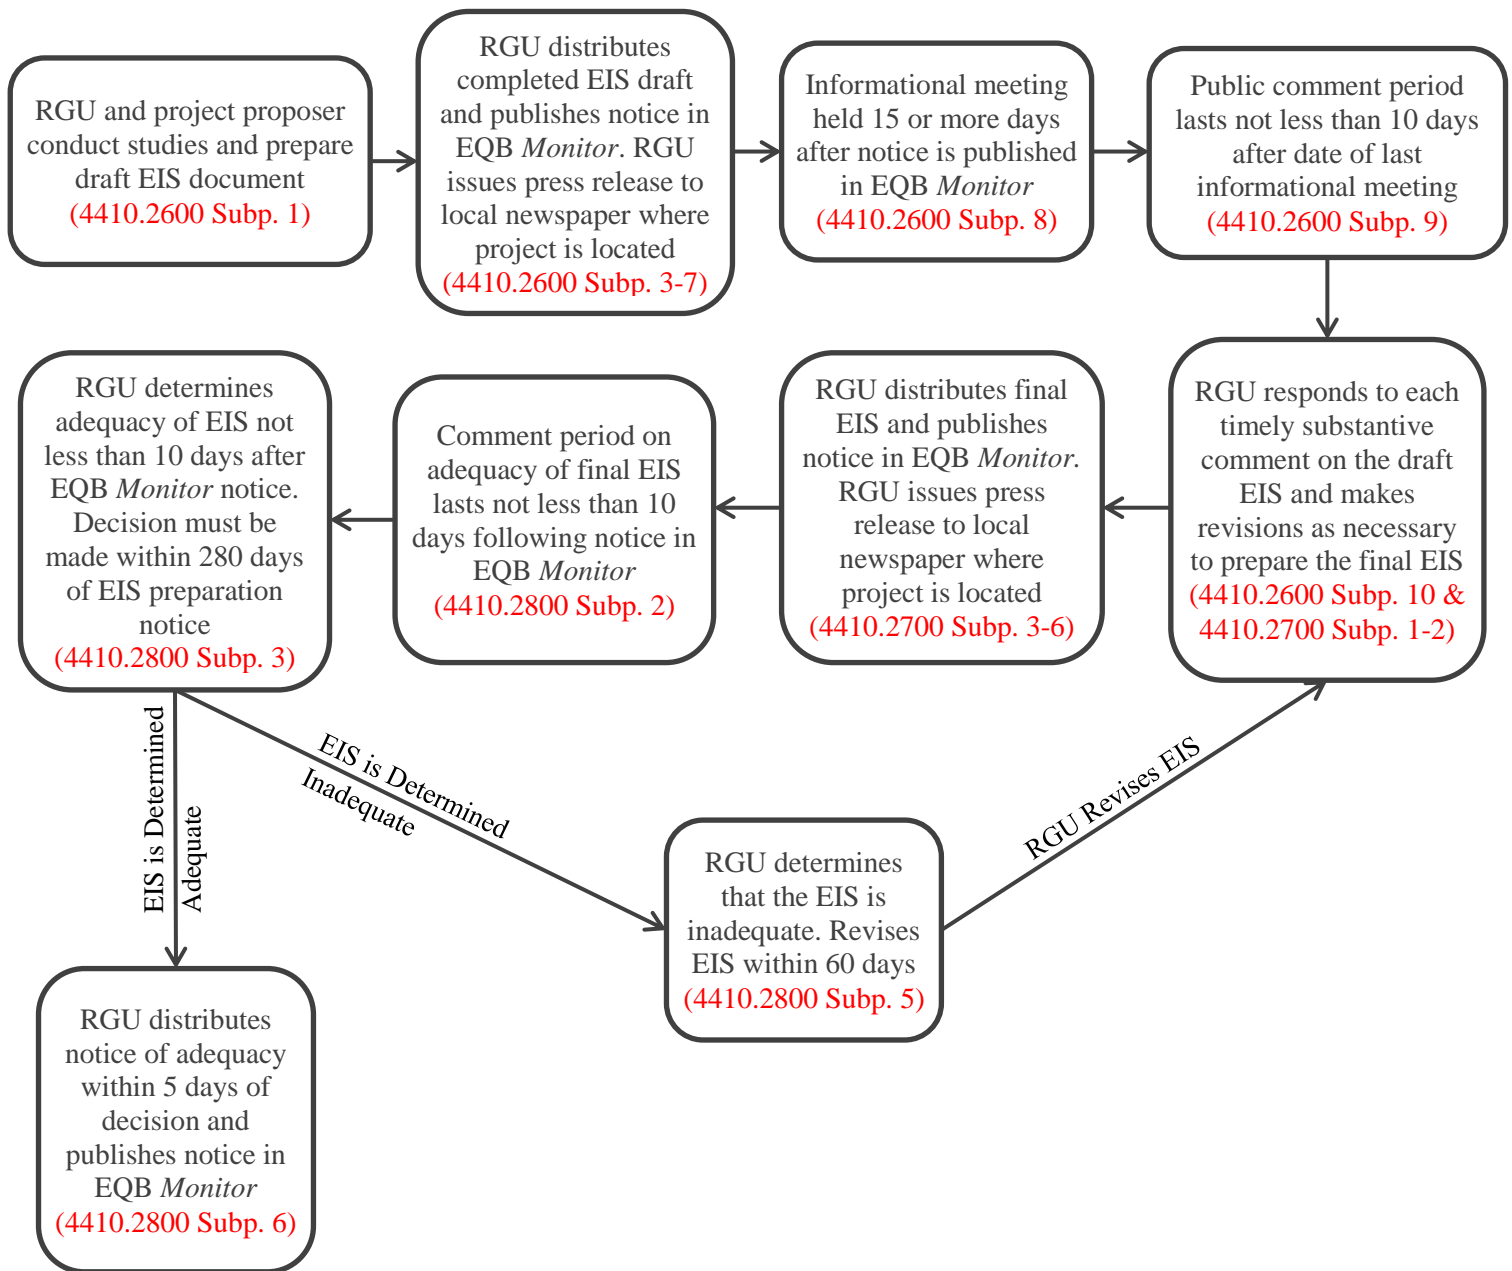 RGU and project proposer
conduct studies and prepare
draft EIS document
(4410.2600 Subp. 1)
RGU distributes
completed EIS draft
and publishes notice in
EQB Monitor. RGU
issues press release to
local newspaper where
project is located
(4410.2600 Subp. 3-7)
Informational meeting
held 15 or more days
after notice is published
in EQB Monitor
(4410.2600 Subp. 8)
Public comment period
lasts not less than 10 days
after date of last
informational meeting
(4410.2600 Subp. 9)
RGU responds to each
timely substantive
comment on the draft
EIS and makes
revisions as necessary
to prepare the final EIS
(4410.2600 Subp. 10 &
4410.2700 Subp. 1-2)
RGU distributes final
EIS and publishes
notice in EQB Monitor.
RGU issues press
release to local
newspaper where
project is located
(4410.2700 Subp. 3-6)
Comment period on
adequacy of final EIS
lasts not less than 10
days following notice in
EQB Monitor
(4410.2800 Subp. 2)
RGU determines
adequacy of EIS not
less than 10 days after
EQB Monitor notice.
Decision must be
made within 280 days
of EIS preparation
notice
(4410.2800 Subp. 3)
EIS is Determined
Adequate
EIS is Determined
Inadequate
RGU determines
that the EIS is
inadequate. Revises
EIS within 60 days
(4410.2800 Subp. 5)
RGU Revises EIS
RGU distributes
notice of adequacy
within 5 days of
decision and
publishes notice in
EQB Monitor
(4410.2800 Subp. 6)